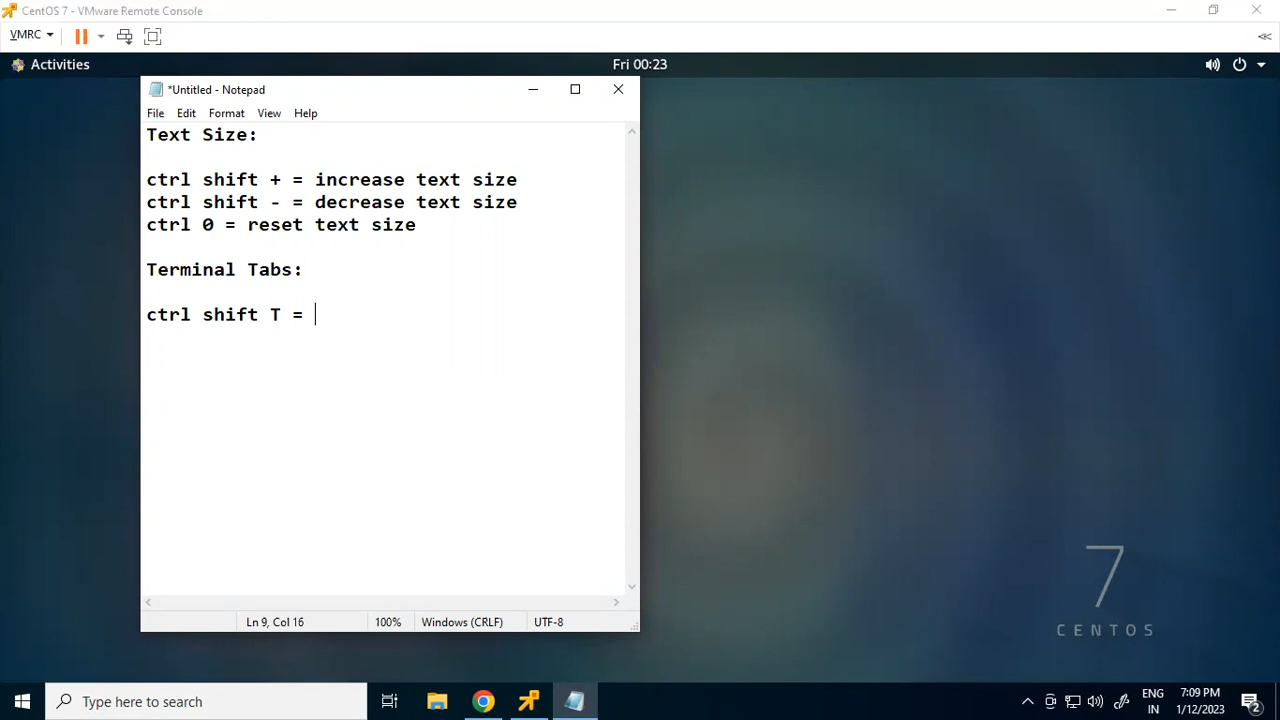 CentOS 7 - VMware Remote Console
VMRC
Activities
Fri 00:23
*Untitled - Notepad
File Edit Format View Help
Text Size:
ctrl shift + = increase text size
ctrl shift - = decrease text size
ctrl 0 = reset text size
Terminal Tabs:
ctrl shift T =
Ln 9, Col 16
100%
Windows (CRLF)
UTF-8
7
CENTOS
Type here to search
ENG
IN
7:09 PM
1/12/2023
2